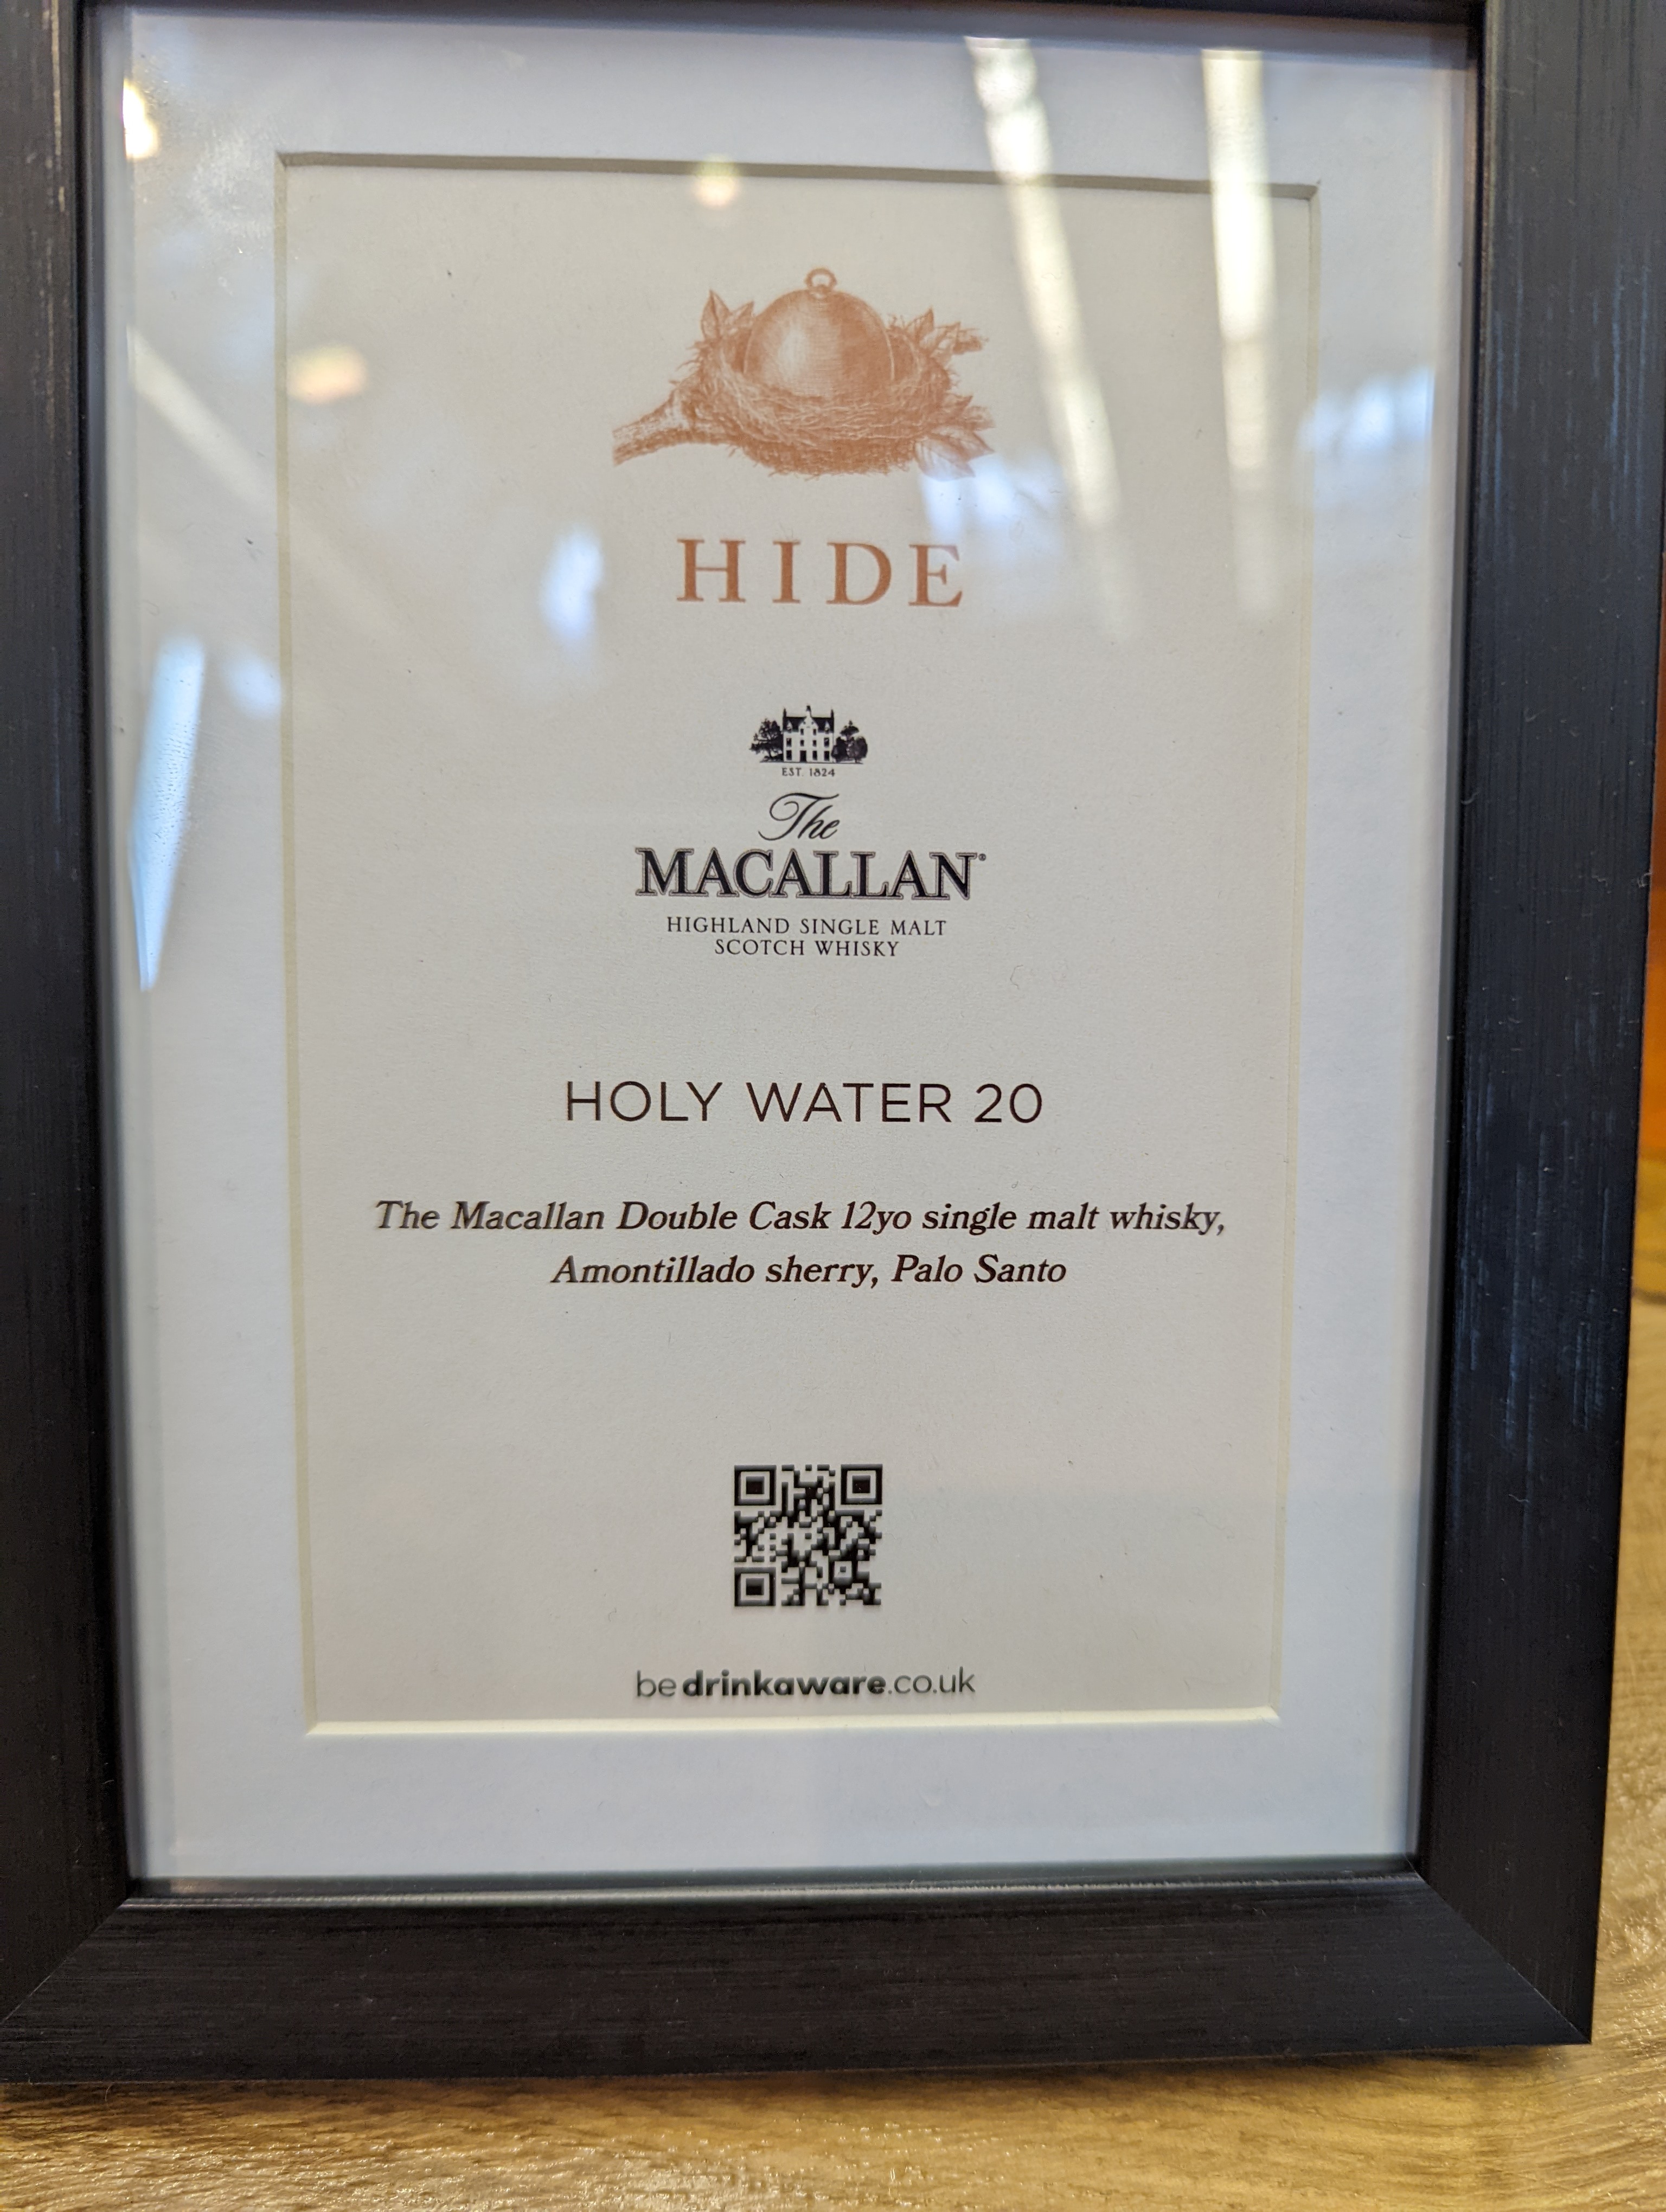 HIDE
EST. 1824
The
MACALLAN®
HIGHLAND SINGLE MALT
SCOTCH WHISKY
HOLY WATER 20
The Macallan Double Cask 12yo single malt whisky,
Amontillado sherry, Palo Santo
bedrinkaware.co.uk